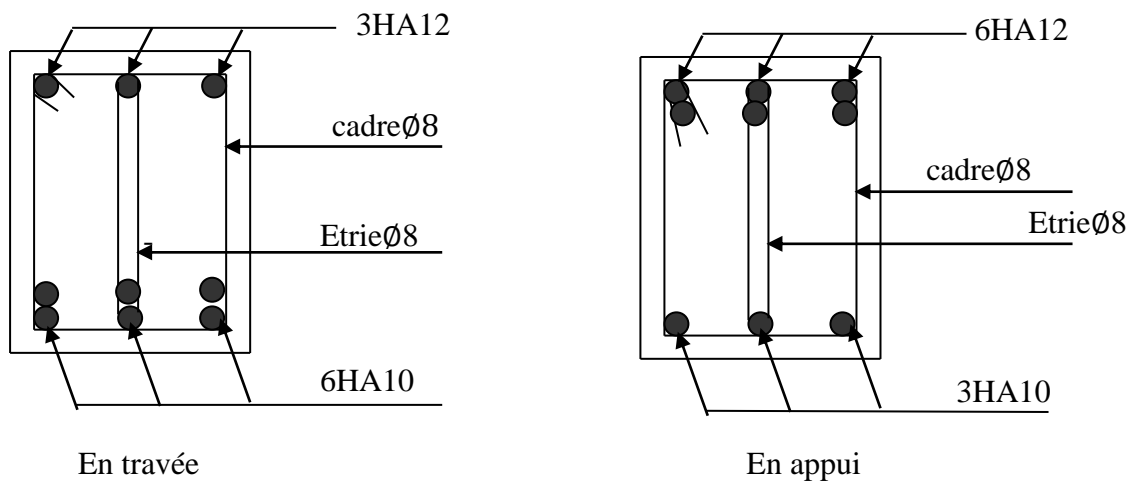 3HA12
cadreØ8
EtrieØ8
6HA10
En travée
6HA12
cadreØ8
EtrieØ8
3HA10
En appui